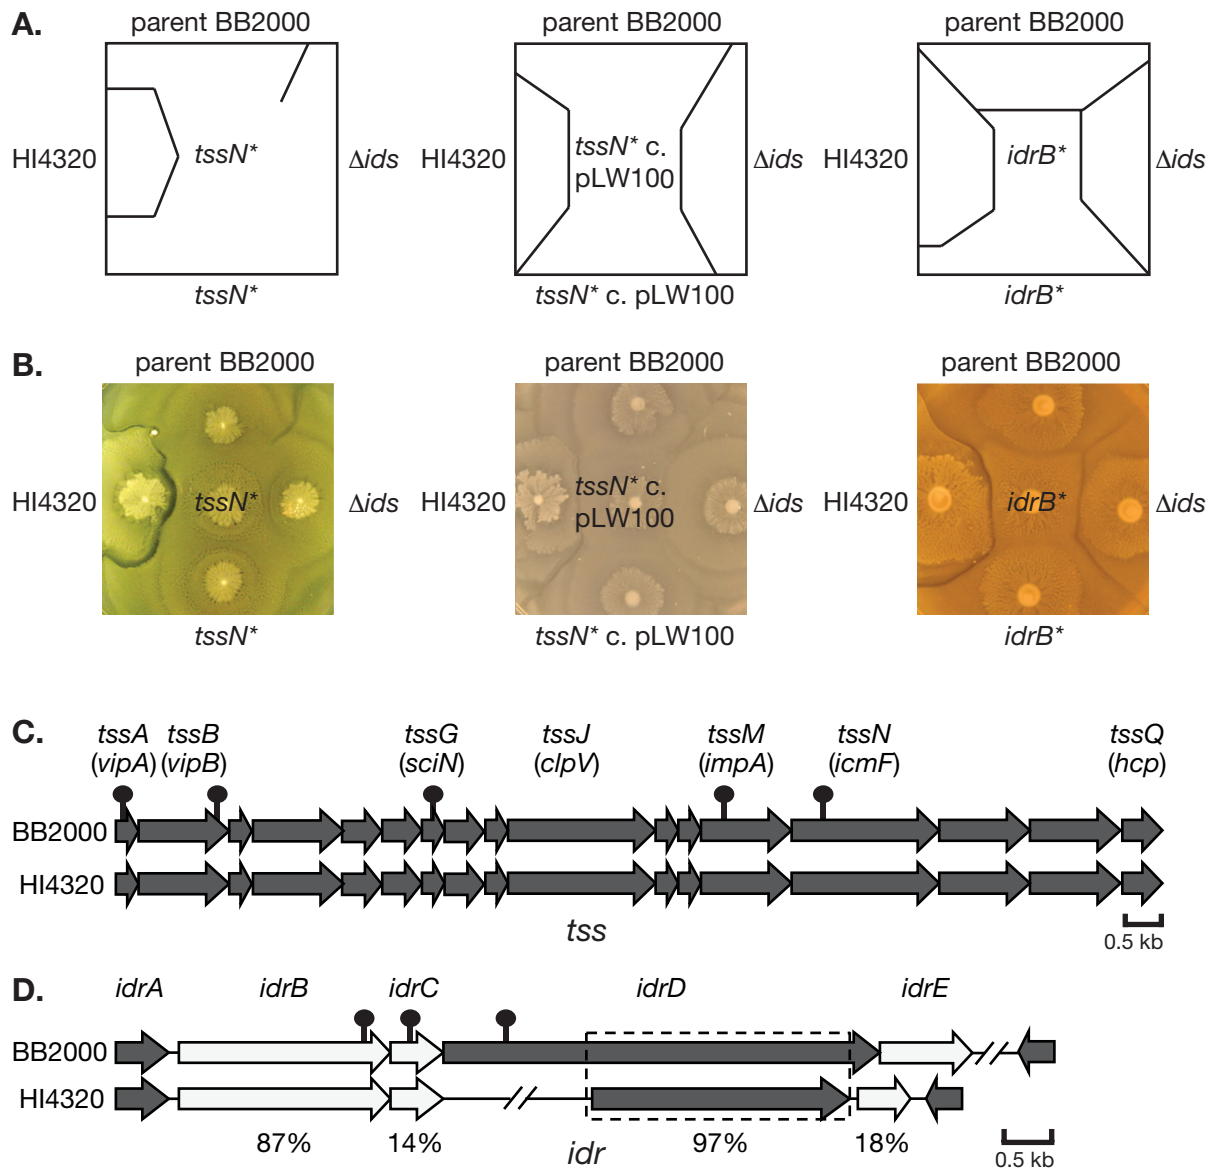 A.
parent BB2000
parent BB2000
parent BB2000
HI4320
tssN*
Δids
HI4320
tssN* c.
pLW100
Δids
HI4320
idrB*
Δids
tssN*
tssN* c. pLW100
idrB*
B.
parent BB2000
parent BB2000
parent BB2000
HI4320
tssN*
Δids
HI4320
tssN* c.
pLW100
Δids
HI4320
idrB*
Δids
tssN*
tssN* c. pLW100
idrB*
C.
tssA
(vipA)
tssB
(vipB)
tssG
(sciN)
tssJ
(clpV)
tssM
(impA)
tssN
(icmF)
tssQ
(hcp)
BB2000
HI4320
tss
0.5 kb
D.
idrA
idrB
idrC
idrD
idrE
BB2000
HI4320
87%
14%
idr
97%
18%
0.5 kb